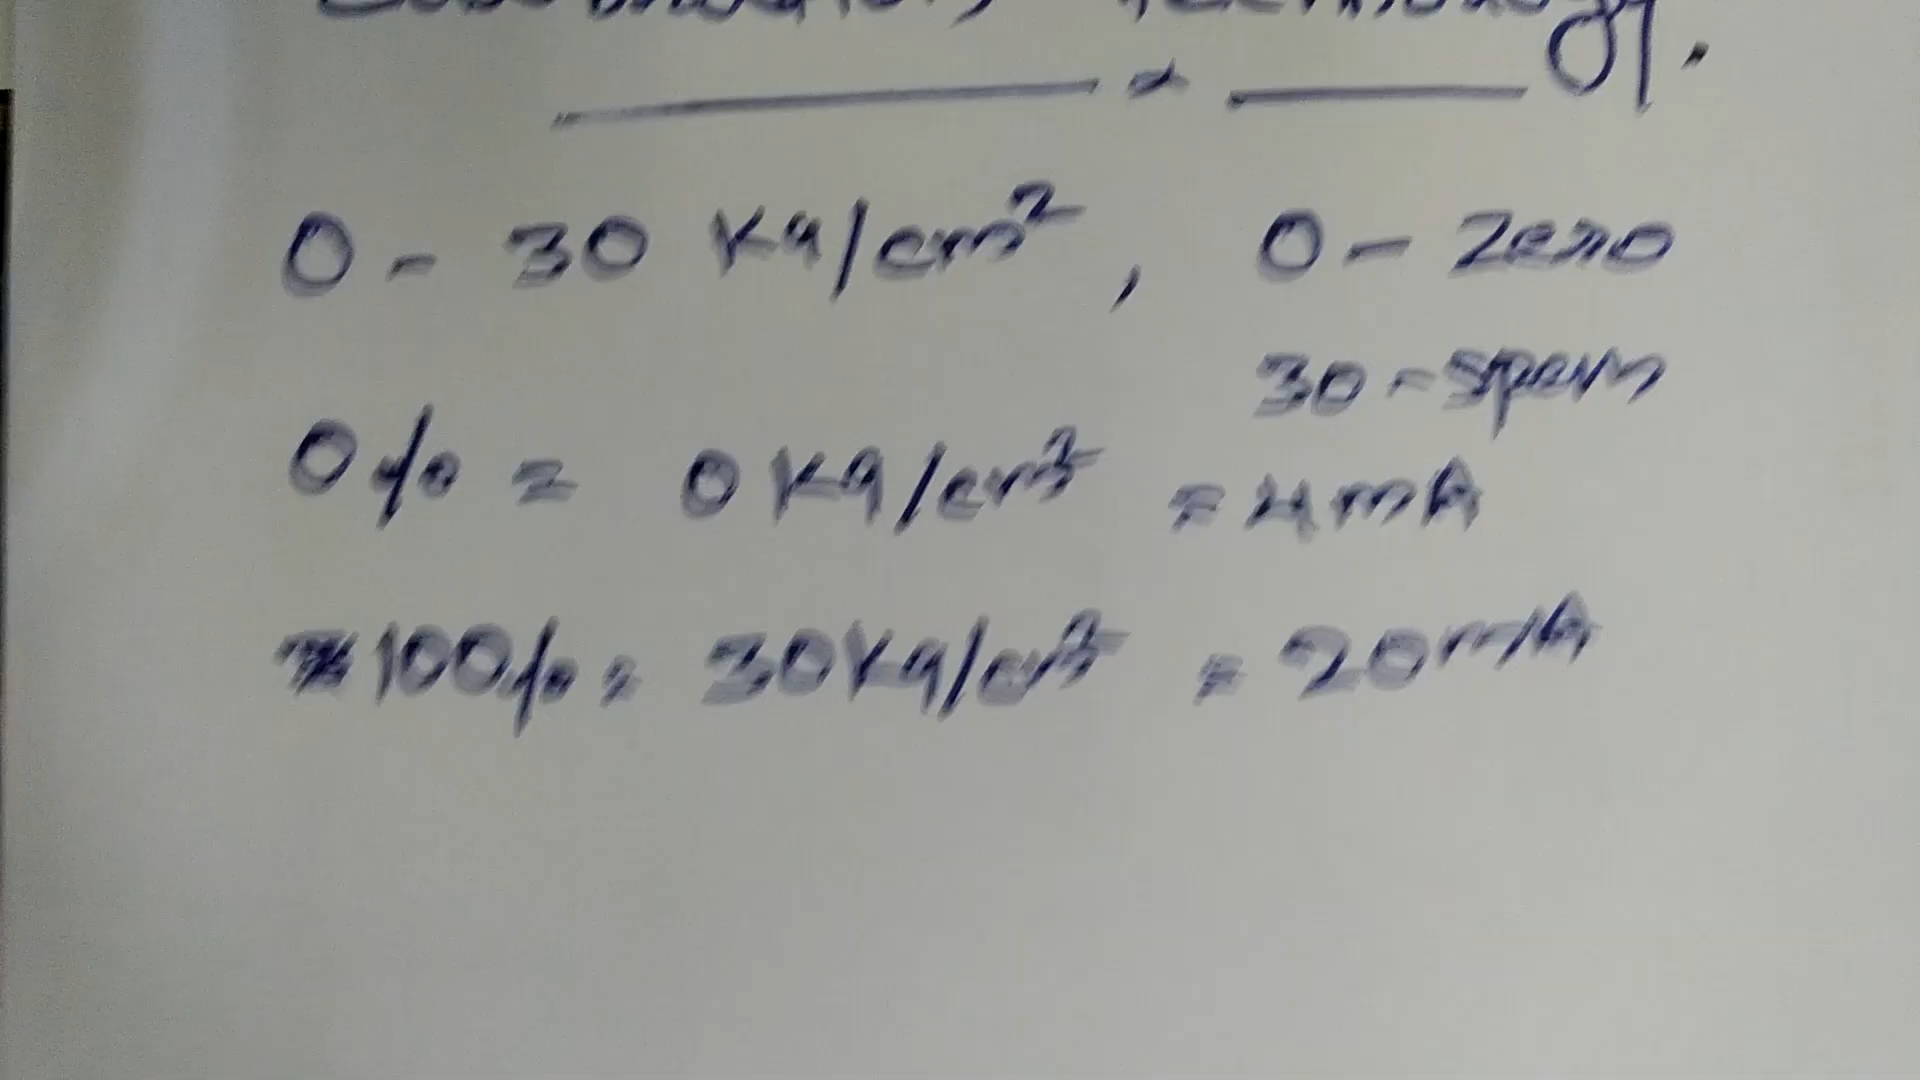 0 - 30 Kg/cm², 0 - Zero
30 - Span
0% = 0 Kg/cm² = 4mA
100% = 30Kg/cm² = 20mA